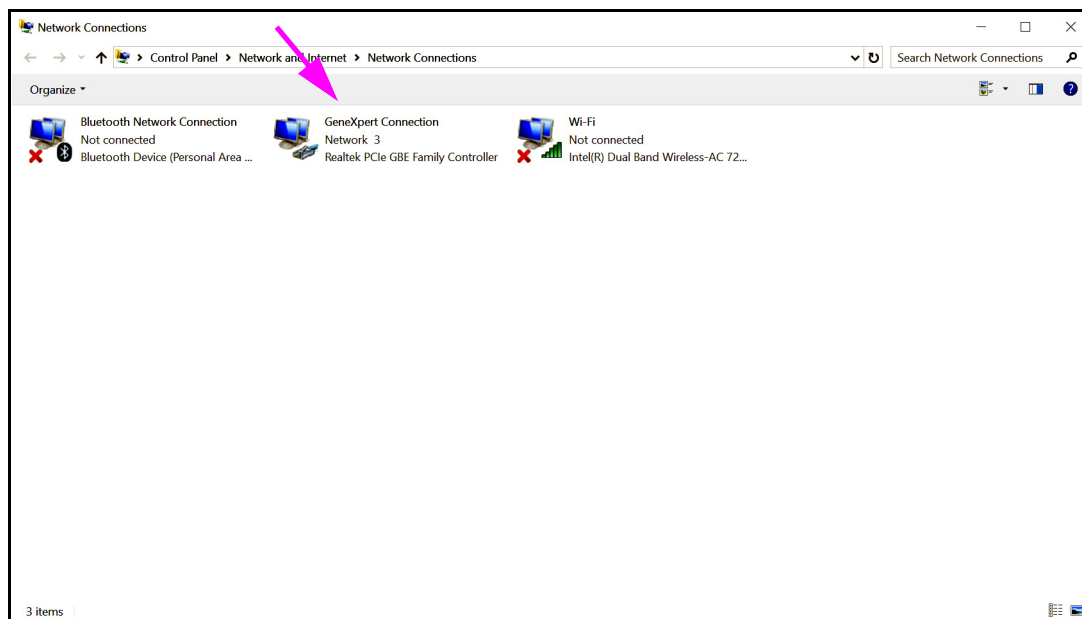 Network Connections
Control Panel > Network and Internet > Network Connections
Search Network Connections
Organize
Bluetooth Network Connection
Not connected
Bluetooth Device (Personal Area ...
GeneXpert Connection
Network 3
Realtek PCIe GBE Family Controller
Wi-Fi
Not connected
Intel(R) Dual Band Wireless-AC 72...
3 items